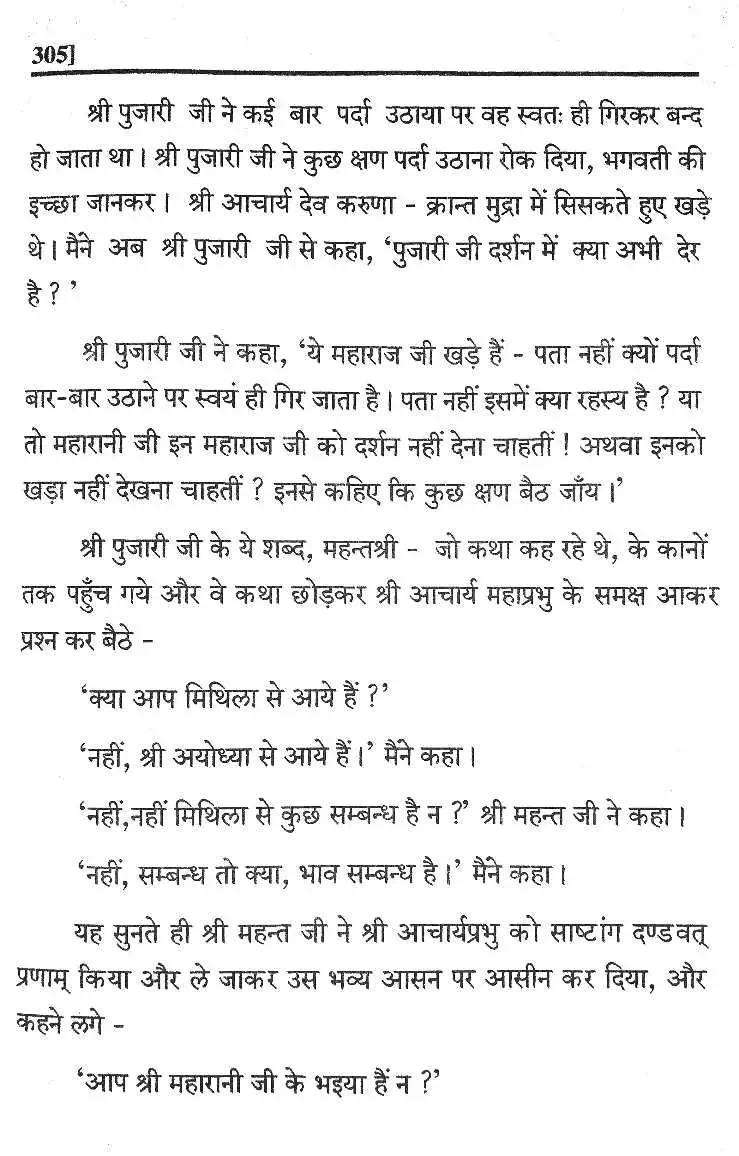 305]
श्री पुजारी जी ने कई बार पर्दा उठाया पर वह स्वतः ही गिरकर बन्द
हो जाता था। श्री पुजारी जी ने कुछ क्षण पर्दा उठाना रोक दिया, भगवती की
इच्छा जानकर। श्री आचार्य देव करुणा - क्रान्त मुद्रा में सिसकते हुए खड़े
थे। मैंने अब श्री पुजारी जी से कहा, ‘पुजारी जी दर्शन में क्या अभी देर
है ? ’
श्री पुजारी जी ने कहा, ‘ये महाराज जी खड़े हैं - पता नहीं क्यों पर्दा
बार-बार उठाने पर स्वयं ही गिर जाता है। पता नहीं इसमें क्या रहस्य है ? या
तो महारानी जी इन महाराज जी को दर्शन नहीं देना चाहतीं ! अथवा इनको
खड़ा नहीं देखना चाहतीं ? इनसे कहिए कि कुछ क्षण बैठ जाँय।’
श्री पुजारी जी के ये शब्द, महन्तश्री - जो कथा कह रहे थे, के कानों
तक पहुँच गये और वे कथा छोड़कर श्री आचार्य महाप्रभु के समक्ष आकर
प्रश्न कर बैठे -
‘क्या आप मिथिला से आये हैं ?’
‘नहीं, श्री अयोध्या से आये हैं।’ मैंने कहा।
‘नहीं,नहीं मिथिला से कुछ सम्बन्ध है न ?’ श्री महन्त जी ने कहा।
‘नहीं, सम्बन्ध तो क्या, भाव सम्बन्ध है।’ मैंने कहा।
यह सुनते ही श्री महन्त जी ने श्री आचार्यप्रभु को साष्टांग दण्डवत्
प्रणाम् किया और ले जाकर उस भव्य आसन पर आसीन कर दिया, और
कहने लगे -
‘आप श्री महारानी जी के भइया हैं न ?’